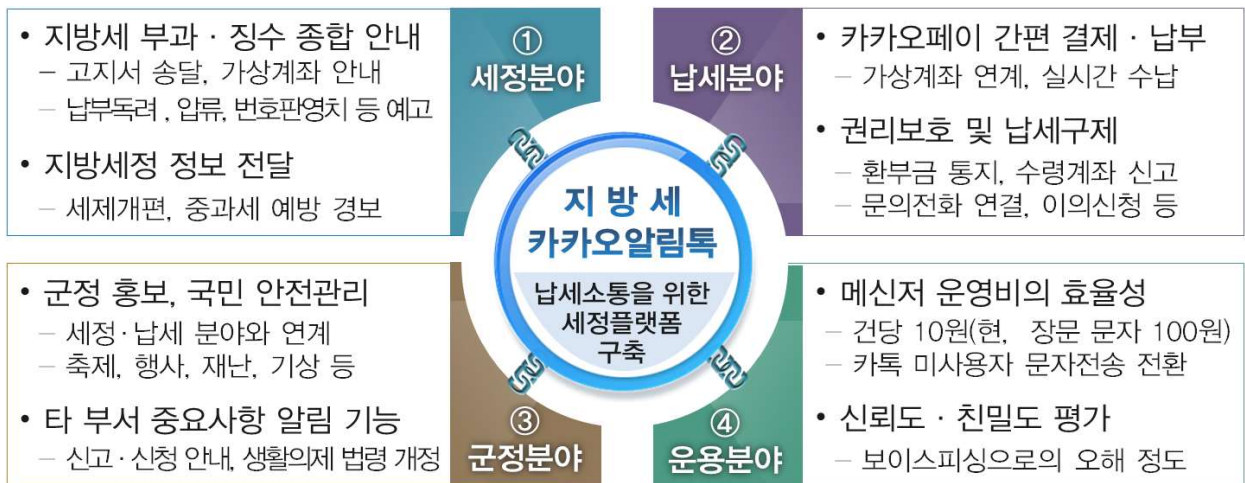 • 지방세 부과 · 징수 종합 안내
– 고지서 송달, 가상계좌 안내
– 납부독려, 압류, 번호판영치 등 예고
• 지방세정 정보 전달
– 세제개편, 중과세 예방 경보
①
세정분야
②
납세분야
• 카카오페이 간편 결제 · 납부
– 가상계좌 연계, 실시간 수납
• 권리보호 및 납세구제
– 환부금 통지, 수령계좌 신고
– 문의전화 연결, 이의신청 등
지방세
카카오알림톡
납세소통을 위한
세정플랫폼
구축
• 군정 홍보, 국민 안전관리
– 세정·납세 분야와 연계
– 축제, 행사, 재난, 기상 등
• 타 부서 중요사항 알림 기능
– 신고·신청 안내, 생활의제 법령 개정
③
군정분야
④
운용분야
• 메신저 운영비의 효율성
– 건당 10원(현, 장문 문자 100원)
– 카톡 미사용자 문자전송 전환
• 신뢰도 · 친밀도 평가
– 보이스피싱으로의 오해 정도